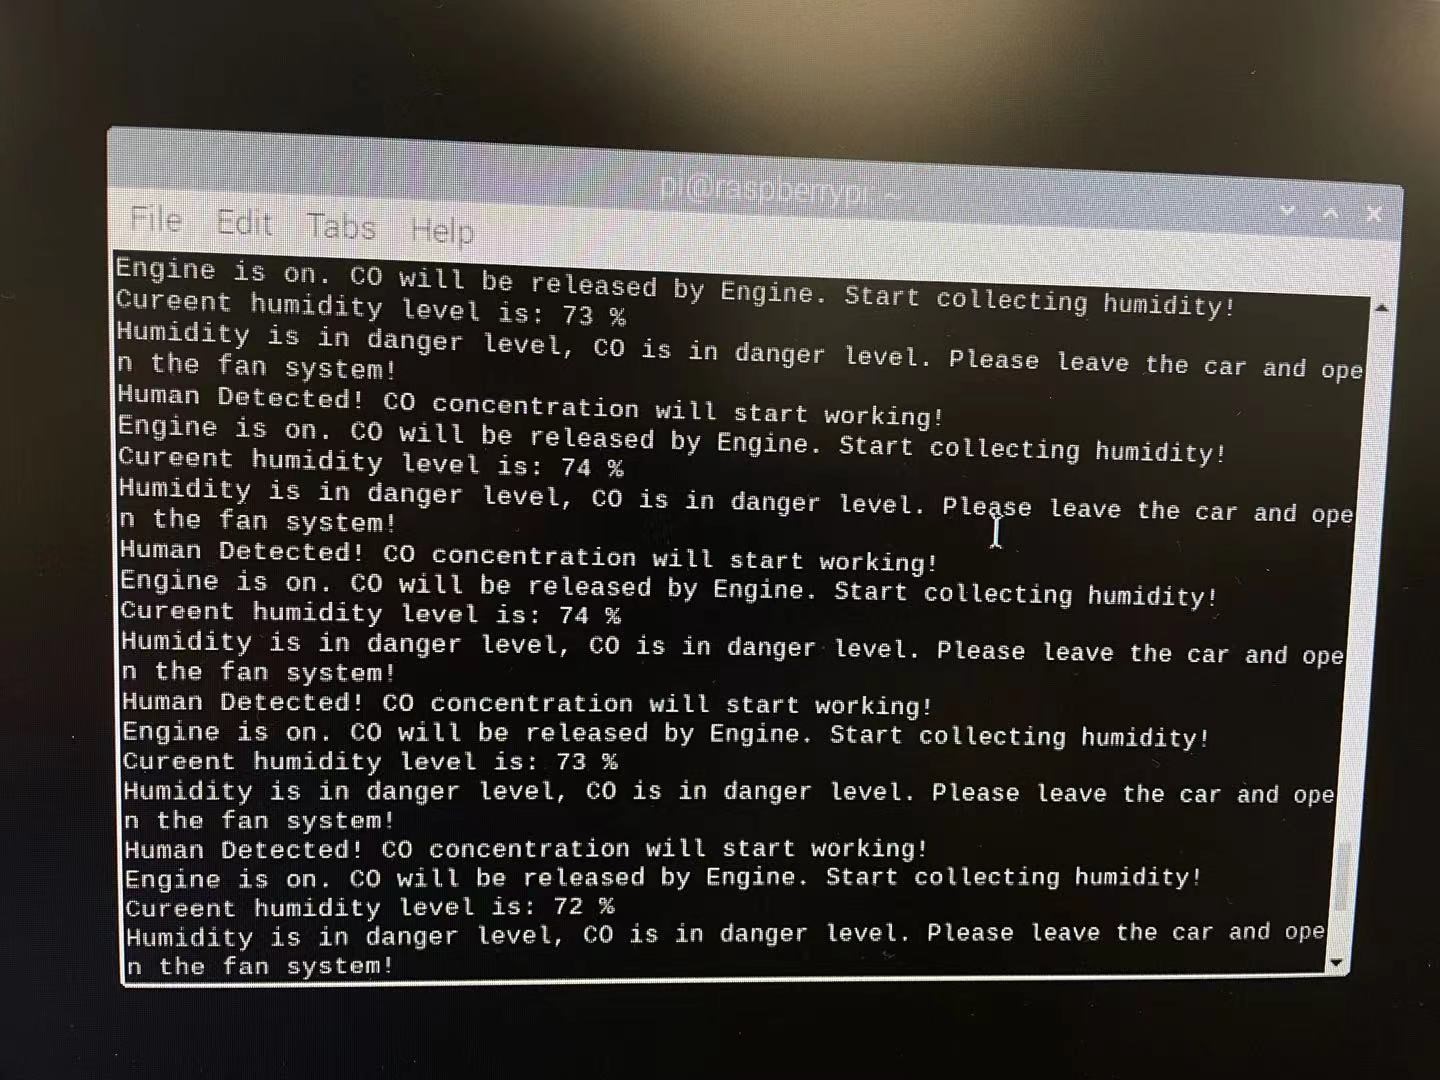 pi@raspberrypi: ~
File Edit Tabs Help
Engine is on. CO will be released by Engine. Start collecting humidity!
Cureent humidity level is: 73 %
Humidity is in danger level, CO is in danger level. Please leave the car and ope
n the fan system!
Human Detected! CO concentration will start working!
Engine is on. CO will be released by Engine. Start collecting humidity!
Cureent humidity level is: 74 %
Humidity is in danger level, CO is in danger level. Please leave the car and ope
n the fan system!
Human Detected! CO concentration will start working!
Engine is on. CO will be released by Engine. Start collecting humidity!
Cureent humidity level is: 74 %
Humidity is in danger level, CO is in danger level. Please leave the car and ope
n the fan system!
Human Detected! CO concentration will start working!
Engine is on. CO will be released by Engine. Start collecting humidity!
Cureent humidity level is: 73 %
Humidity is in danger level, CO is in danger level. Please leave the car and ope
n the fan system!
Human Detected! CO concentration will start working!
Engine is on. CO will be released by Engine. Start collecting humidity!
Cureent humidity level is: 72 %
Humidity is in danger level, CO is in danger level. Please leave the car and ope
n the fan system!